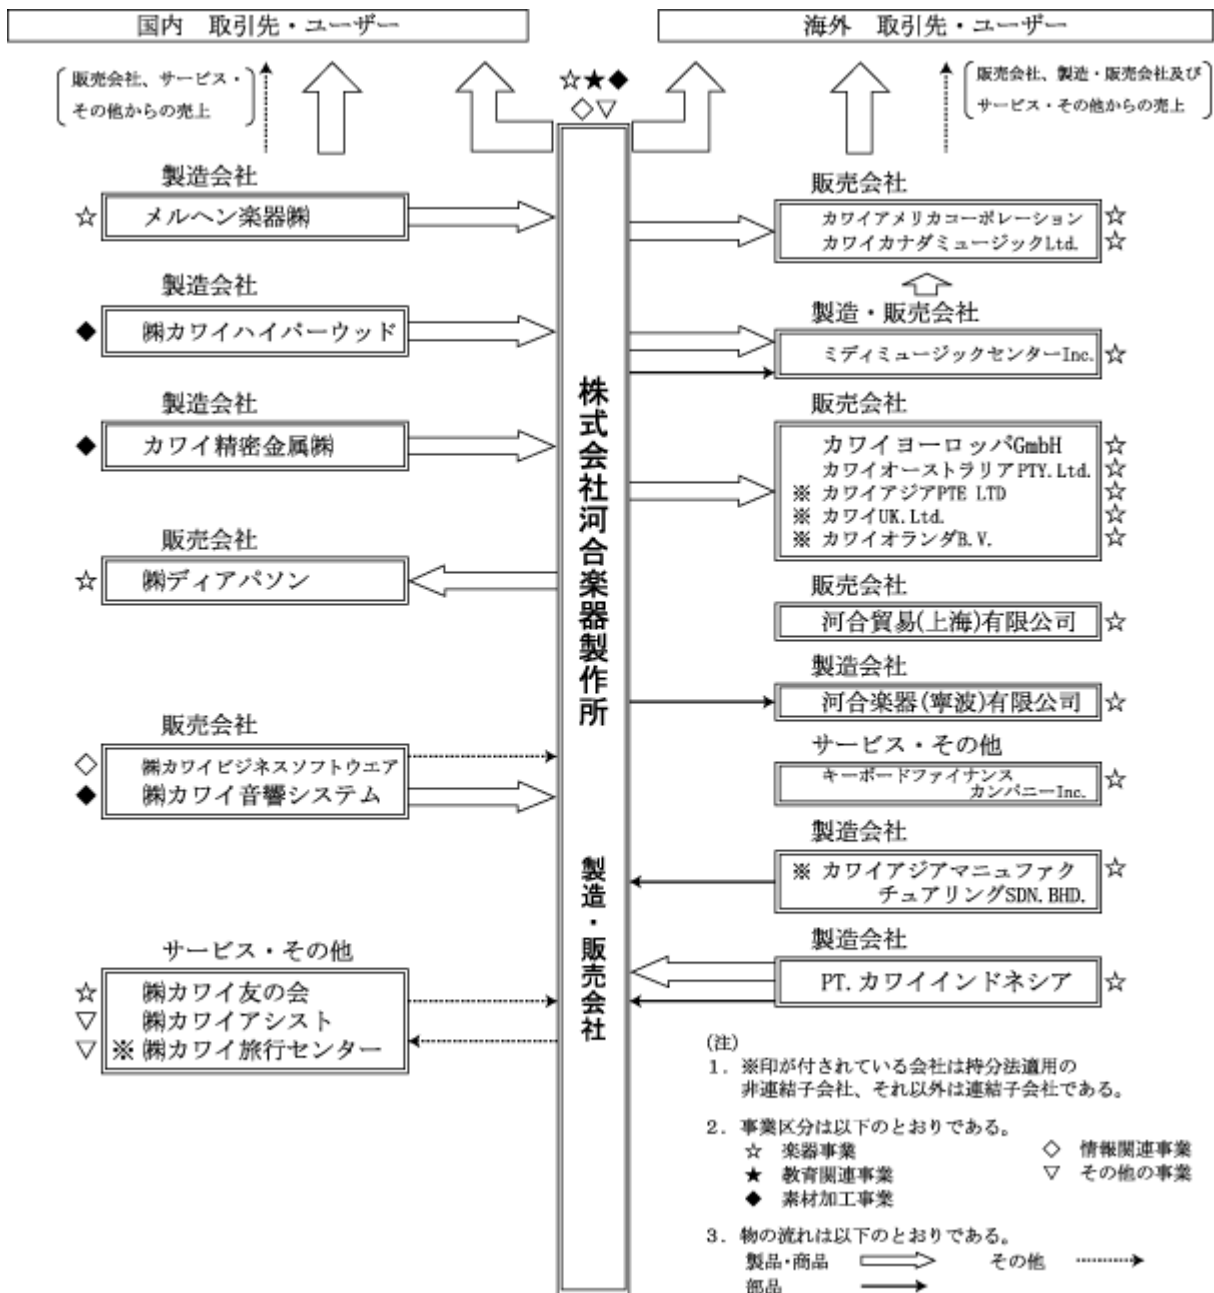 国内 取引先・ユーザー
海外 取引先・ユーザー
販売会社、サービス・
その他からの売上
☆★◆
◇▽
販売会社、製造・販売会社及び
サービス・その他からの売上
製造会社
☆ メルヘン楽器㈱
製造会社
◆ ㈱カワイハイパーウッド
製造会社
◆ カワイ精密金属㈱
販売会社
☆ ㈱ディアパソン
販売会社
◇ ㈱カワイビジネスソフトウエア
◆ ㈱カワイ音響システム
サービス・その他
☆ ㈱カワイ友の会
▽ ㈱カワイアシスト
▽ ※ ㈱カワイ旅行センター
株式会社河合楽器製作所
製造・販売会社
販売会社
カワイアメリカコーポレーション ☆
カワイカナダミュージックLtd. ☆
製造・販売会社
ミディミュージックセンターInc. ☆
販売会社
カワイヨーロッパGmbH ☆
カワイオーストラリアPTY.Ltd. ☆
※ カワイアジアPTE LTD ☆
※ カワイUK.Ltd. ☆
※ カワイオランダB.V. ☆
販売会社
河合貿易(上海)有限公司 ☆
製造会社
河合楽器(寧波)有限公司 ☆
サービス・その他
キーボードファイナンス
カンパニーInc. ☆
製造会社
※ カワイアジアマニュファク ☆
チュアリングSDN.BHD.
製造会社
PT.カワイインドネシア ☆
(注)
1．※印が付されている会社は持分法適用の
非連結子会社、それ以外は連結子会社である。
2．事業区分は以下のとおりである。
☆ 楽器事業 ◇ 情報関連事業
★ 教育関連事業 ▽ その他の事業
◆ 素材加工事業
3．物の流れは以下のとおりである。
製品・商品 その他
部品